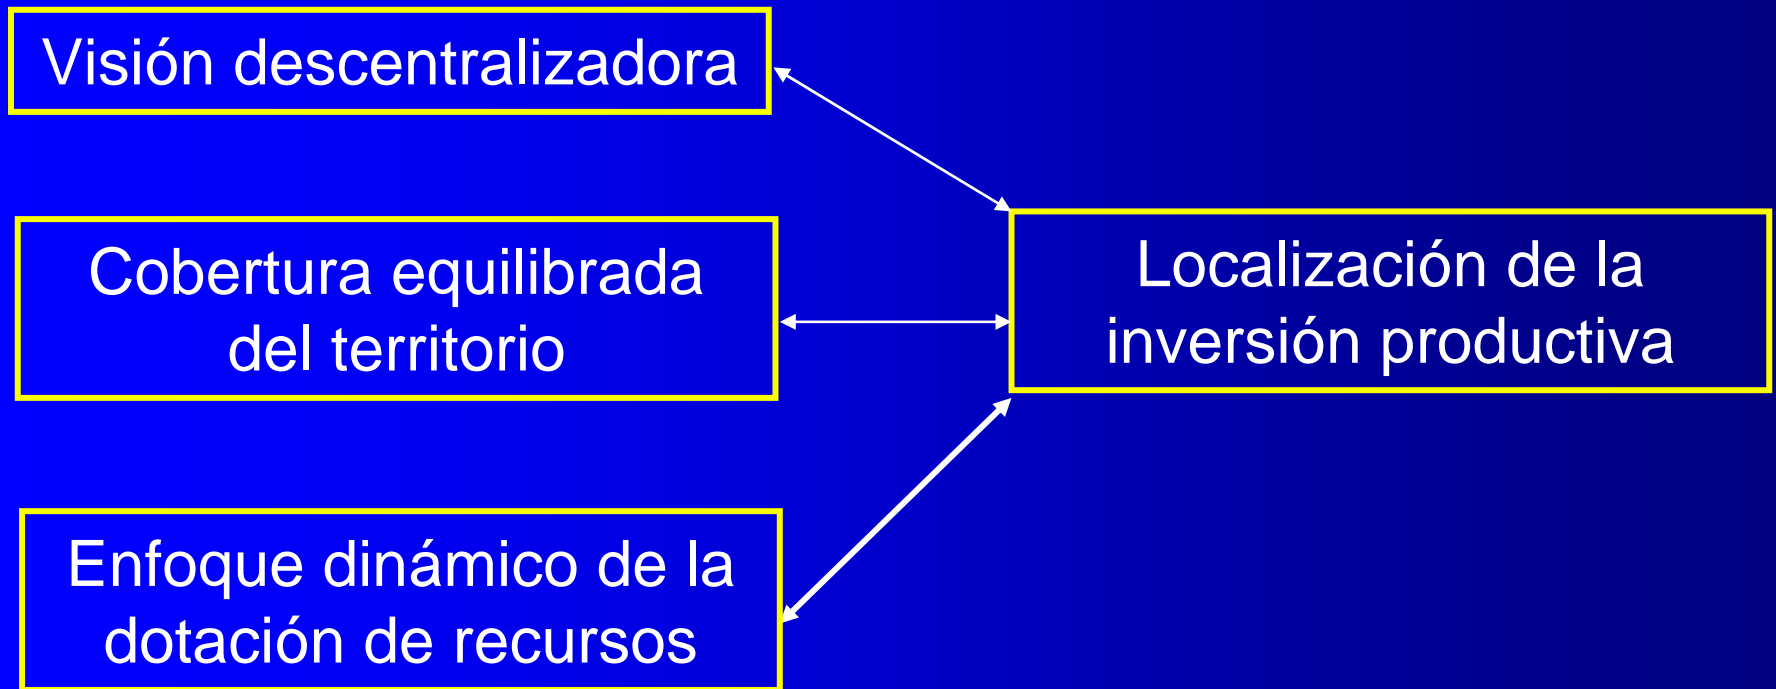 Visión descentralizadora
Cobertura equilibrada
del territorio
Localización de la
inversión productiva
Enfoque dinámico de la
dotación de recursos